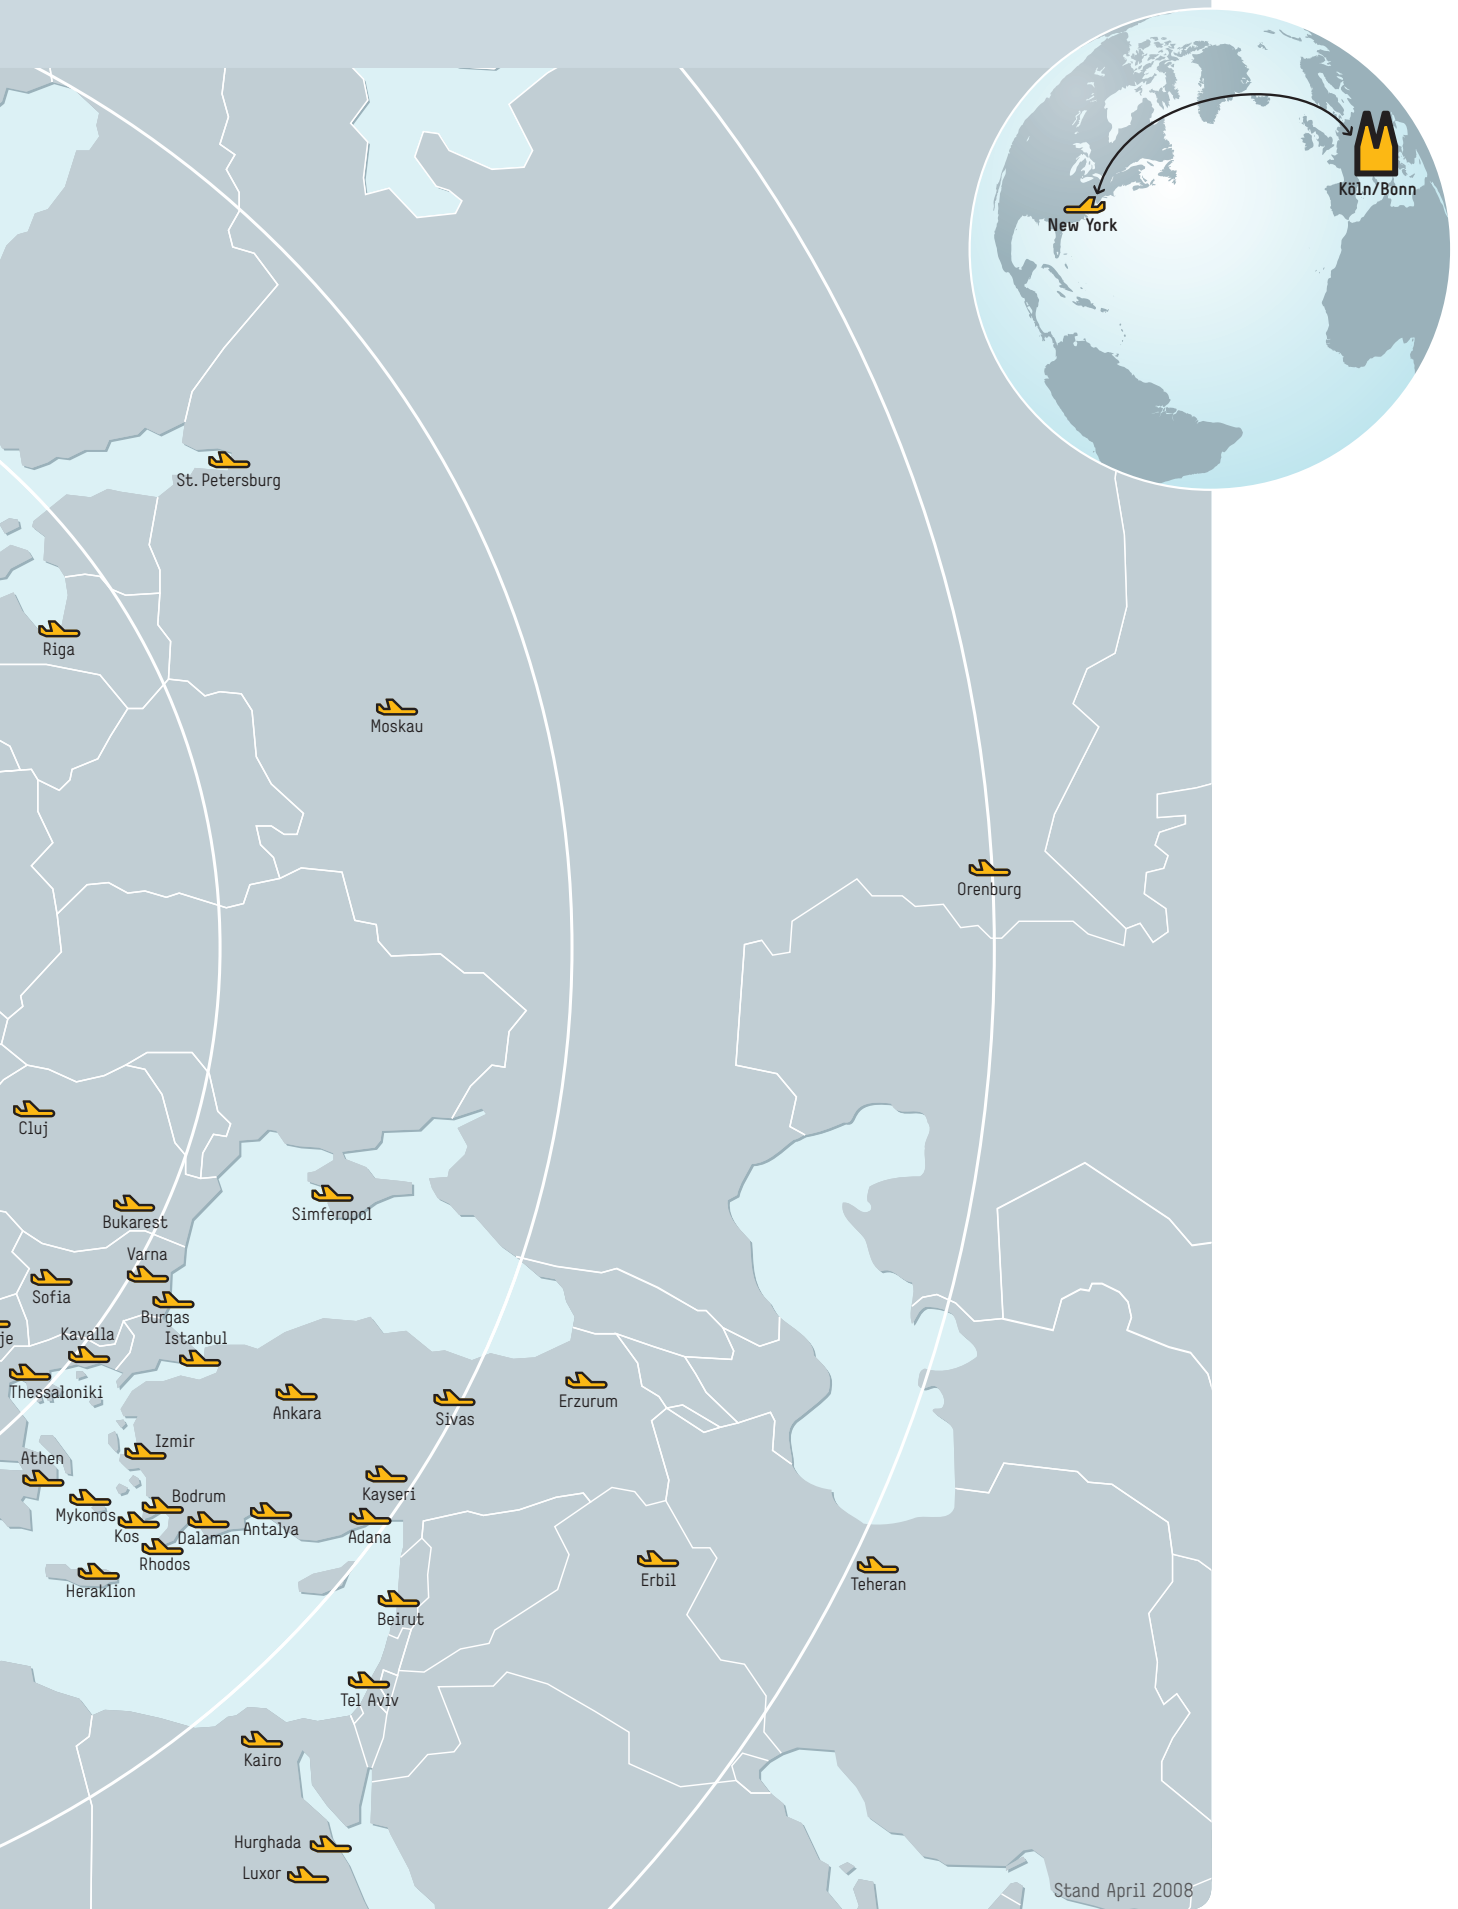 Köln/Bonn
New York
St. Petersburg
Riga
Moskau
Orenburg
Cluj
Simferopol
Bukarest
Varna
Sofia
Burgas
je
Kavalla
Istanbul
Thessaloniki
Ankara
Sivas
Erzurum
Izmir
Athen
Kayseri
Bodrum
Mykonos
Kos
Dalaman
Antalya
Adana
Rhodos
Heraklion
Erbil
Teheran
Beirut
Tel Aviv
Kairo
Hurghada
Luxor
Stand April 2008